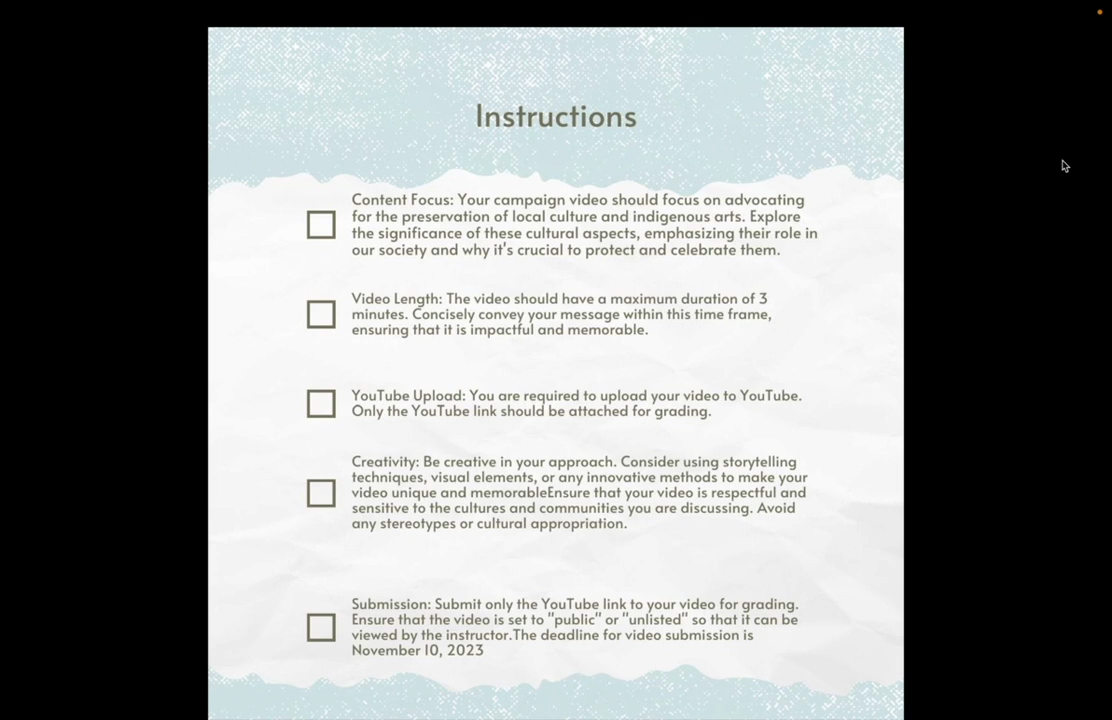 Instructions
Content Focus: Your campaign video should focus on advocating
for the preservation of local culture and indigenous arts. Explore
the significance of these cultural aspects, emphasizing their role in
our society and why it's crucial to protect and celebrate them.
Video Length: The video should have a maximum duration of 3
minutes. Concisely convey your message within this time frame,
ensuring that it is impactful and memorable.
YouTube Upload: You are required to upload your video to YouTube.
Only the YouTube link should be attached for grading.
Creativity: Be creative in your approach. Consider using storytelling
techniques, visual elements, or any innovative methods to make your
video unique and memorableEnsure that your video is respectful and
sensitive to the cultures and communities you are discussing. Avoid
any stereotypes or cultural appropriation.
Submission: Submit only the YouTube link to your video for grading.
Ensure that the video is set to "public" or "unlisted" so that it can be
viewed by the instructor.The deadline for video submission is
November 10, 2023